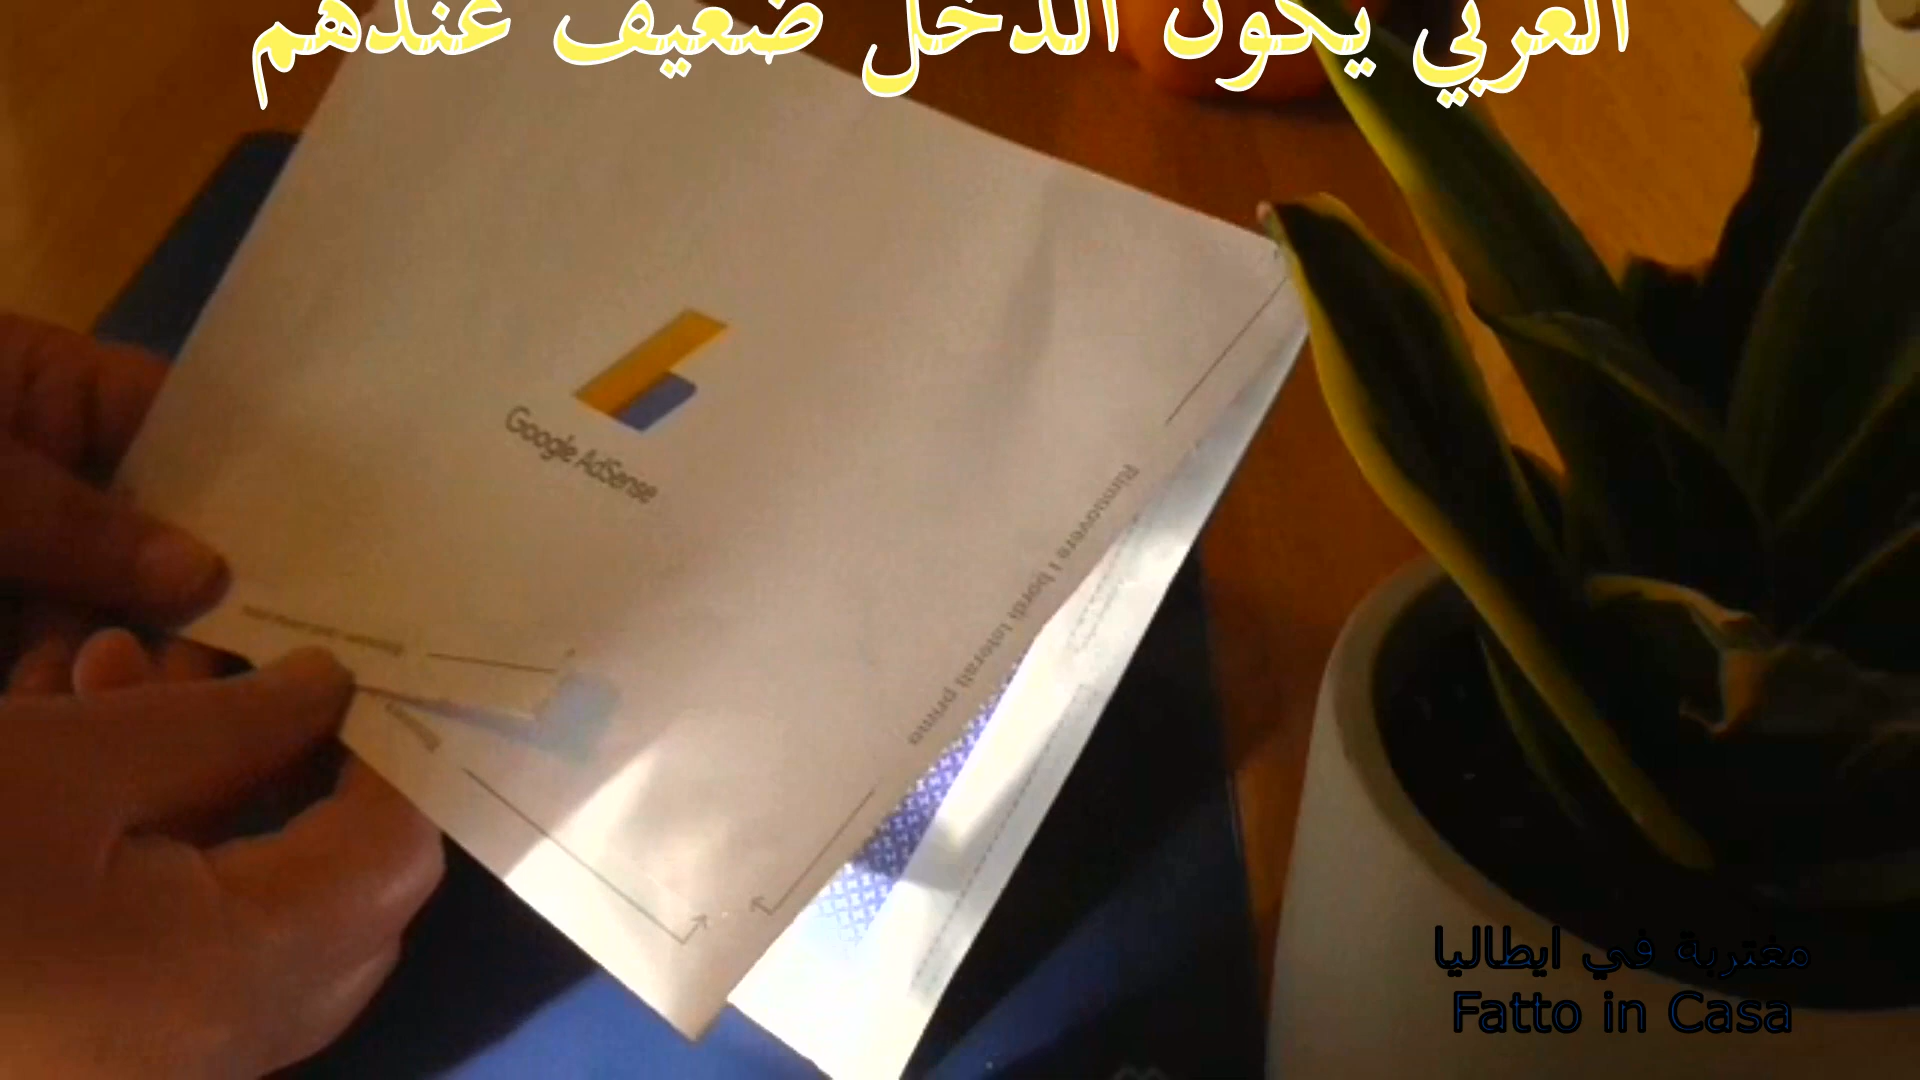 العربي يكون الدخل ضعيف عندهم
Google AdSense
Rimuovere i bordi laterali prima
مغتربة في ايطاليا
Fatto in Casa